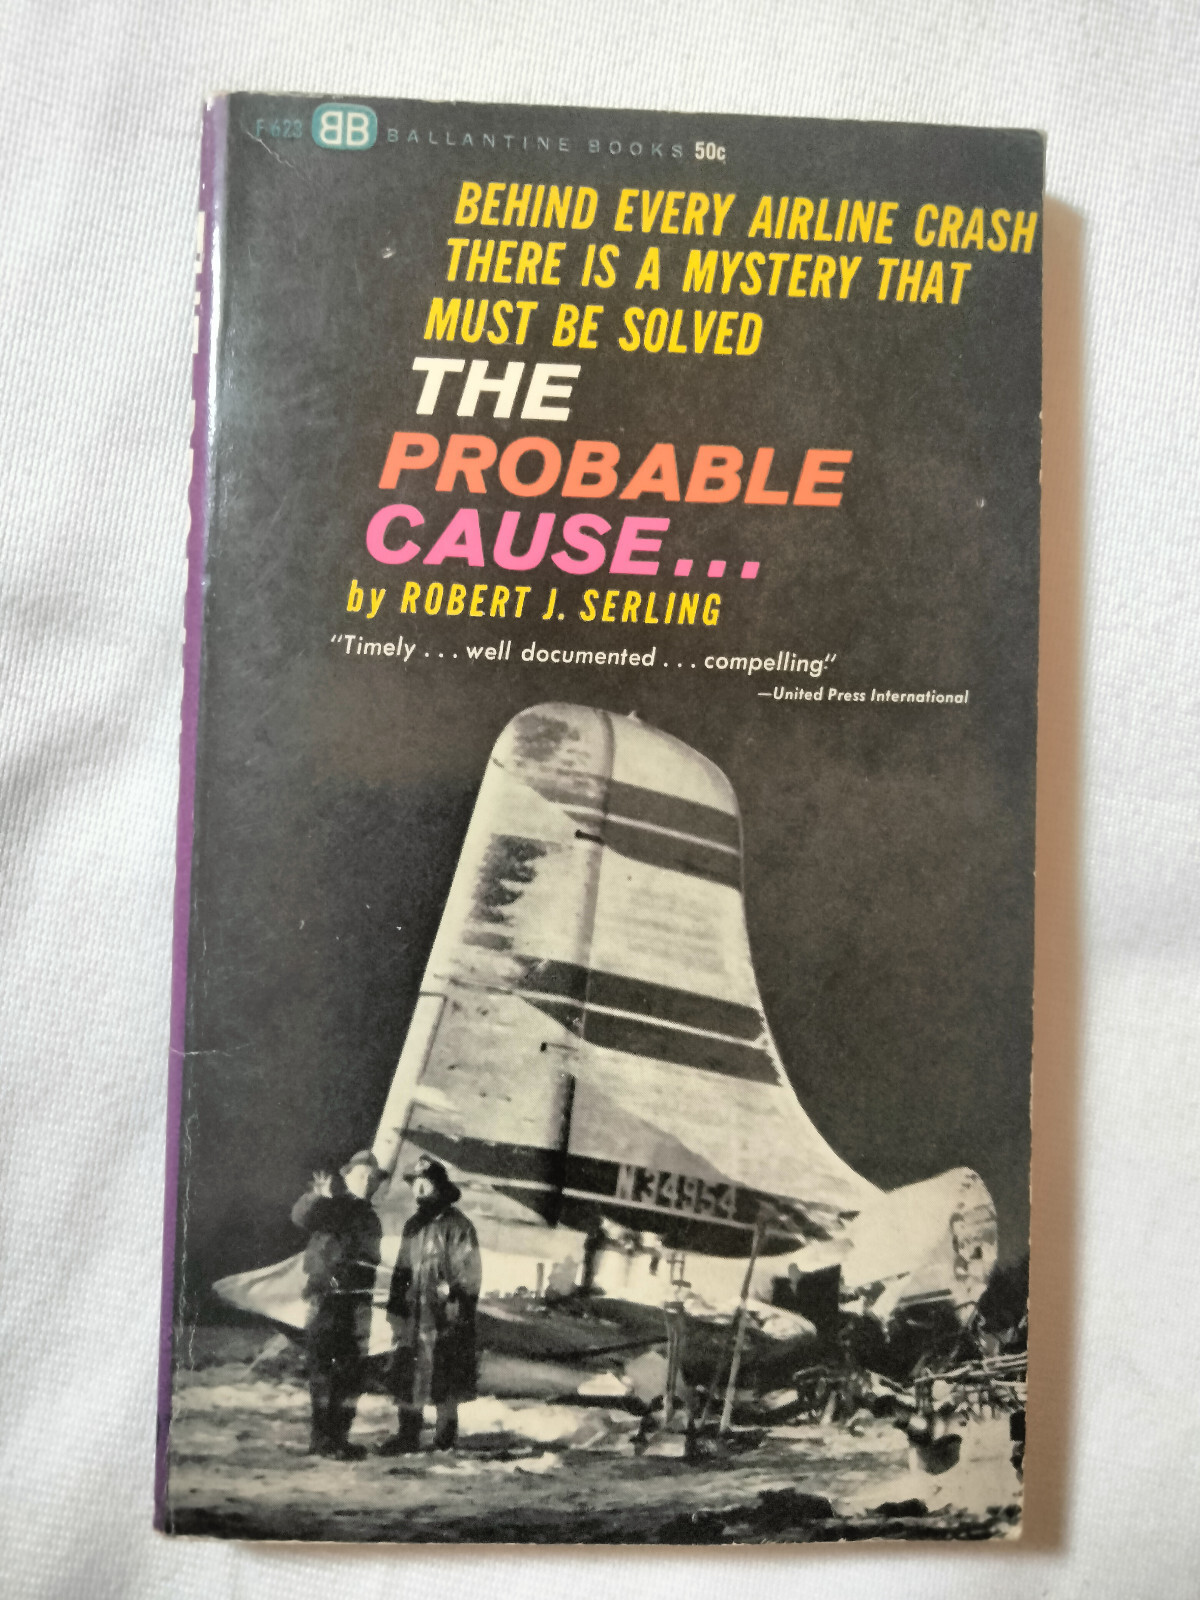 F 623 BB BALLANTINE BOOKS 50c
BEHIND EVERY AIRLINE CRASH
THERE IS A MYSTERY THAT
MUST BE SOLVED
THE
PROBABLE
CAUSE...
by ROBERT J. SERLING
“Timely . . . well documented . . . compelling.”
—United Press International
N34954